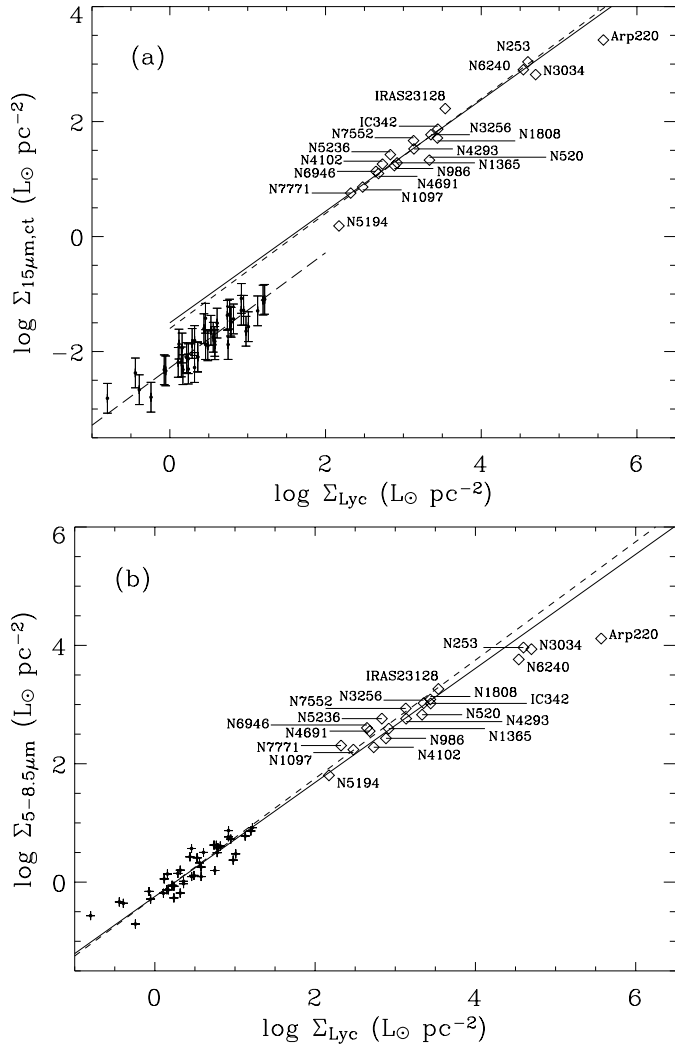 4
(a)
N253
Arp220
N6240
N3034
IRAS23128
2
IC342
N3256
N7552
N1808
N5236
N4293
N520
N4102
N1365
N6946
N986
N4691
N7771
N1097
N5194
0
−2
log Σ15μm,ct (L⊙ pc−2)
0 2 4 6
log ΣLyc (L⊙ pc−2)
6
(b)
4
N253
N3034
Arp220
N6240
IRAS23128
N3256
N1808
N7552
IC342
N5236
N520
N6946
N4293
N4691
N1365
N7771
N986
N1097
N4102
2
N5194
0
log Σ5−8.5μm (L⊙ pc−2)
0 2 4 6
log ΣLyc (L⊙ pc−2)